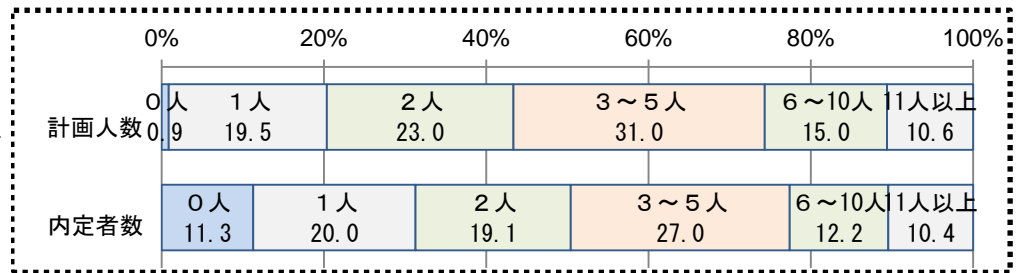 0% 20% 40% 60% 80% 100%
0人 1人 2人 3～5人 6～10人 11人以上
計画人数 0.9 19.5 23.0 31.0 15.0 10.6
0人 1人 2人 3～5人 6～10人 11人以上
内定者数 11.3 20.0 19.1 27.0 12.2 10.4